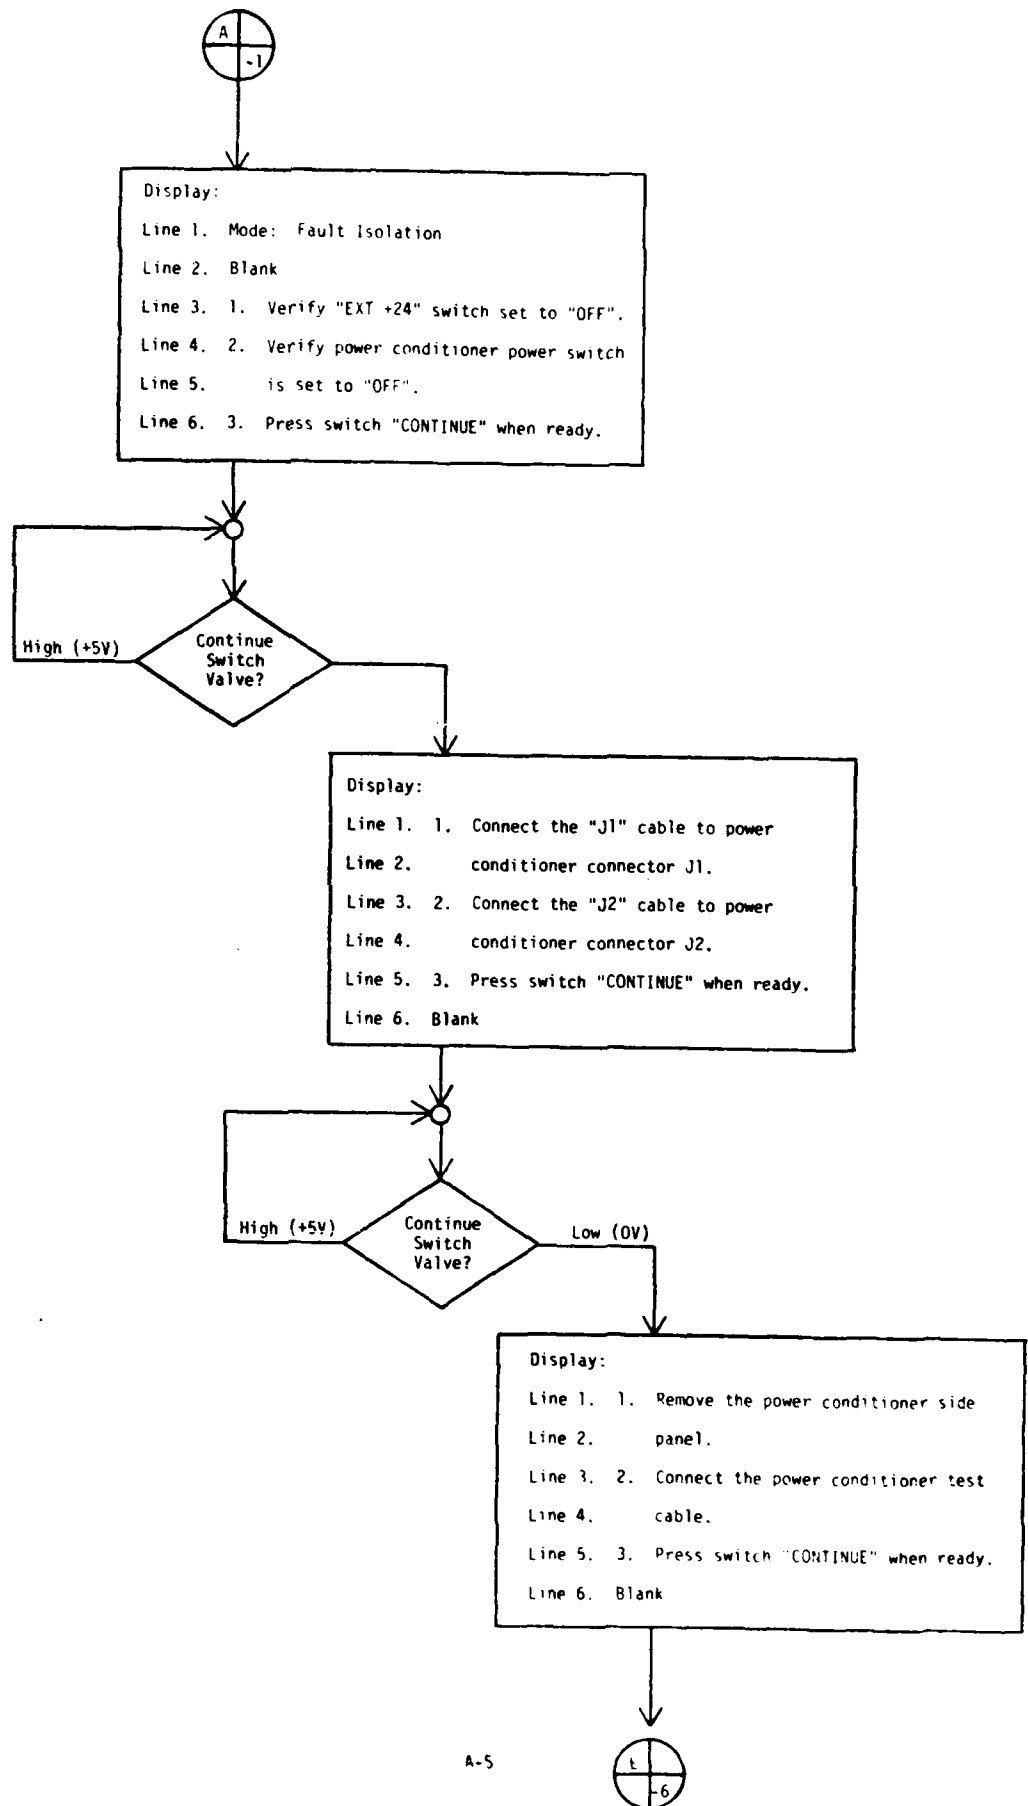 A
-1
Display:
Line 1. Mode: Fault Isolation
Line 2. Blank
Line 3. 1. Verify "EXT +24" switch set to "OFF".
Line 4. 2. Verify power conditioner power switch
Line 5. is set to "OFF".
Line 6. 3. Press switch "CONTINUE" when ready.
High (+5V)
Continue
Switch
Valve?
Display:
Line 1. 1. Connect the "J1" cable to power
Line 2. conditioner connector J1.
Line 3. 2. Connect the "J2" cable to power
Line 4. conditioner connector J2.
Line 5. 3. Press switch "CONTINUE" when ready.
Line 6. Blank
High (+5V)
Continue
Switch
Valve?
Low (0V)
Display:
Line 1. 1. Remove the power conditioner side
Line 2. panel.
Line 3. 2. Connect the power conditioner test
Line 4. cable.
Line 5. 3. Press switch "CONTINUE" when ready.
Line 6. Blank
A-5
-6